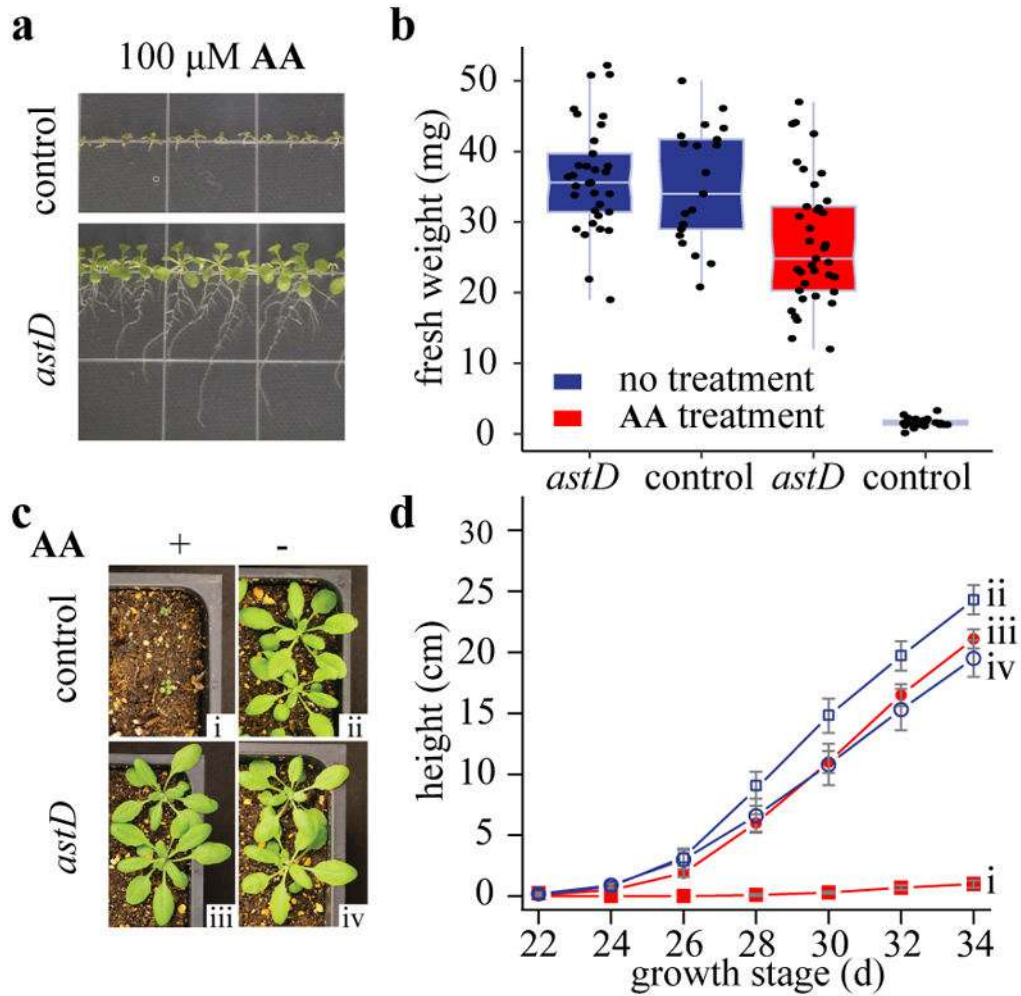 a
100 μM AA
control
astD
b
fresh weight (mg)
50
40
30
20
10
0
no treatment
AA treatment
astD control astD control
c
AA + -
control
i
ii
astD
iii
iv
d
height (cm)
30
25
20
15
10
5
0
ii
iii
iv
i
22 24 26 28 30 32 34
growth stage (d)